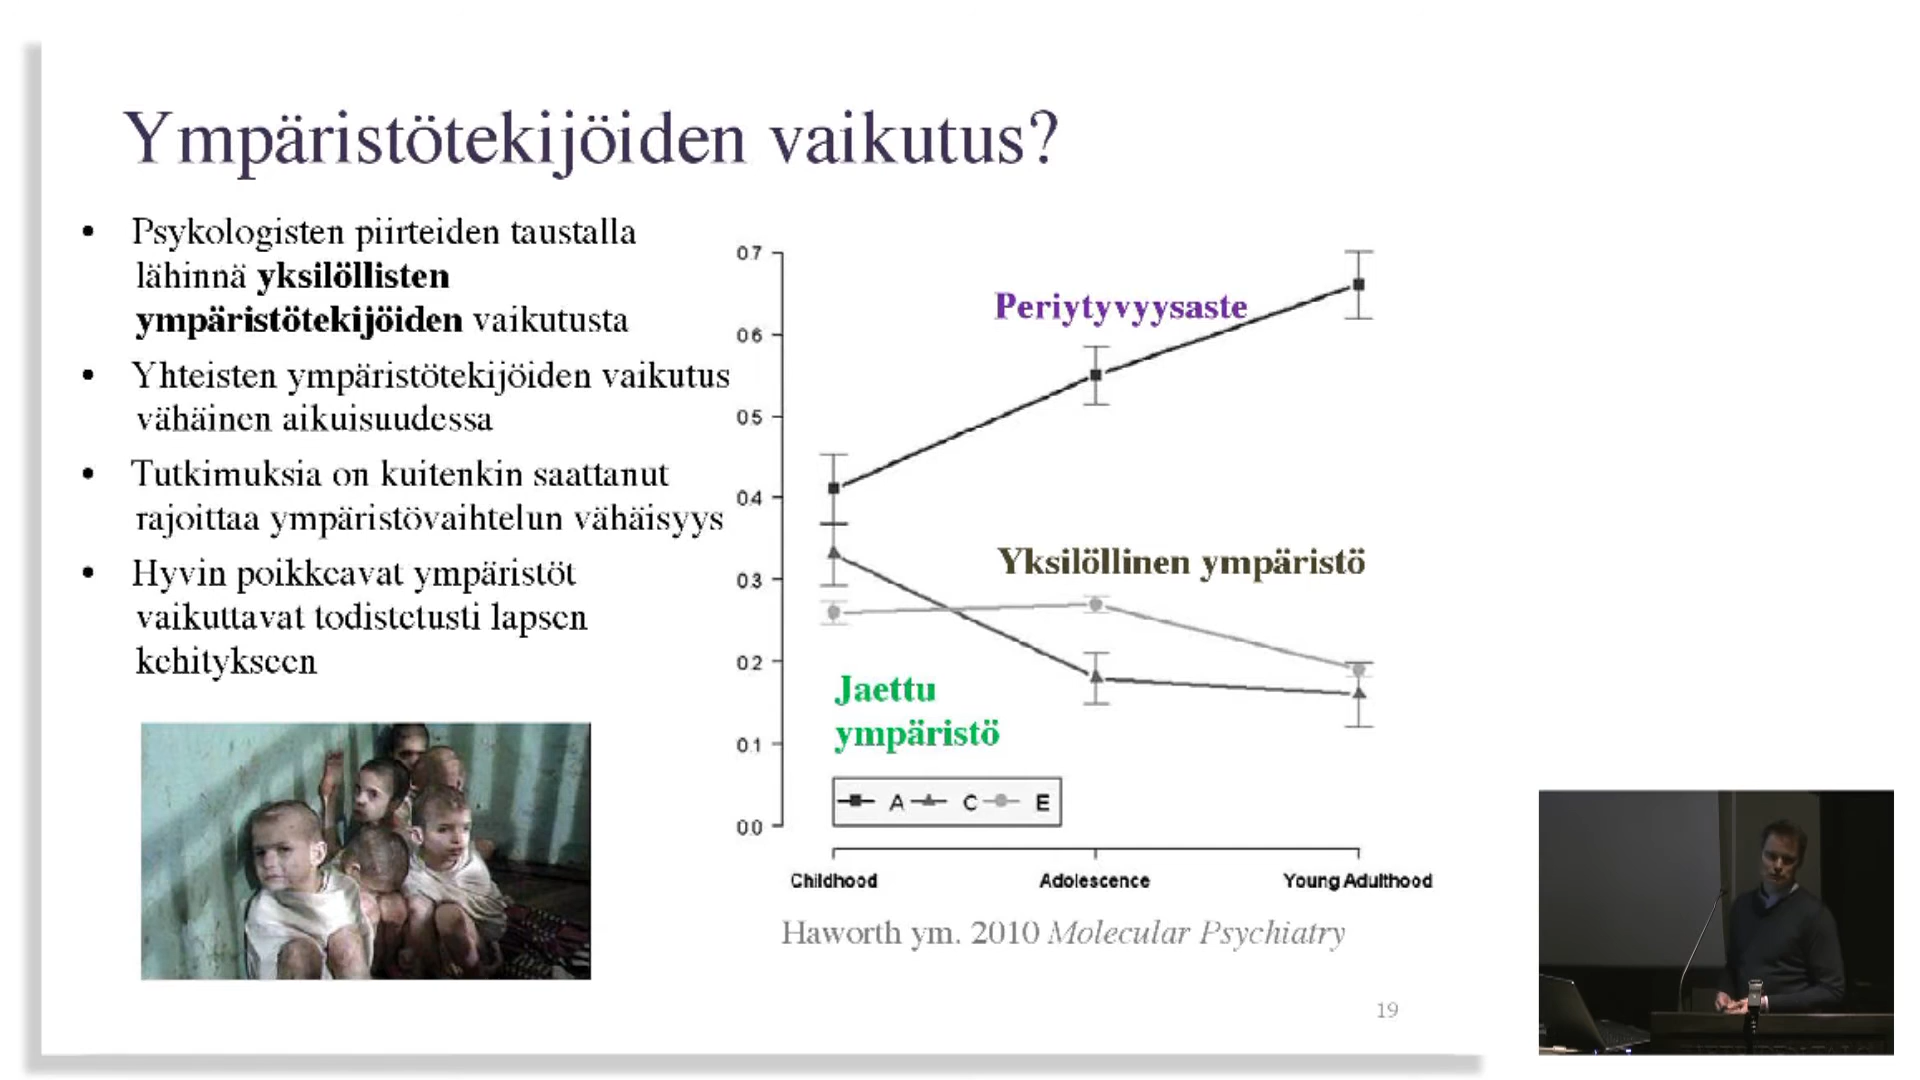 Ympäristötekijöiden vaikutus?
• Psykologisten piirteiden taustalla
lähinnä yksilöllisten
ympäristötekijöiden vaikutusta
• Yhteisten ympäristötekijöiden vaikutus
vähäinen aikuisuudessa
• Tutkimuksia on kuitenkin saattanut
rajoittaa ympäristövaihtelun vähäisyys
• Hyvin poikkeavat ympäristöt
vaikuttavat todistetusti lapsen
kehitykseen
0.7
0.6
0.5
0.4
0.3
0.2
0.1
0.0
Periytyvyysaste
Yksilöllinen ympäristö
Jaettu
ympäristö
A C E
Childhood Adolescence Young Adulthood
Haworth ym. 2010 Molecular Psychiatry
19